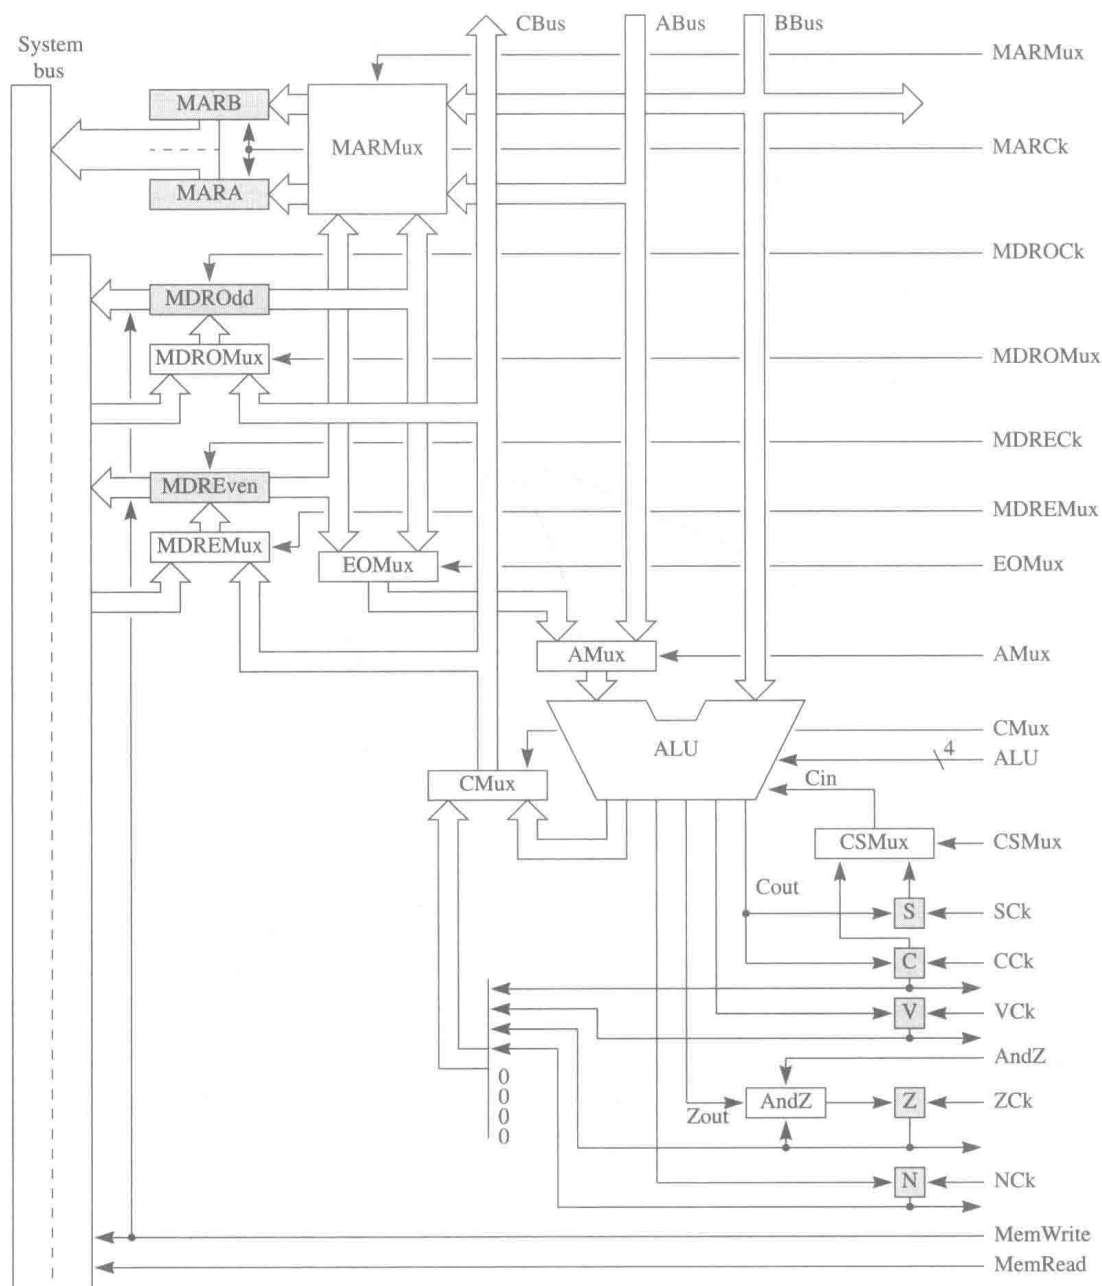 System
bus
CBus
ABus
BBus
MARMux
MARB
MARMux
MARCk
MARA
MDROCk
MDROdd
MDROMux
MDROMux
MDRECk
MDREven
MDREMux
MDREMux
EOMux
EOMux
AMux
AMux
CMux
ALU
4
ALU
CMux
Cin
CSMux
CSMux
Cout
S
SCk
C
CCk
V
VCk
AndZ
0
0
0
0
Zout
AndZ
Z
ZCk
N
NCk
MemWrite
MemRead